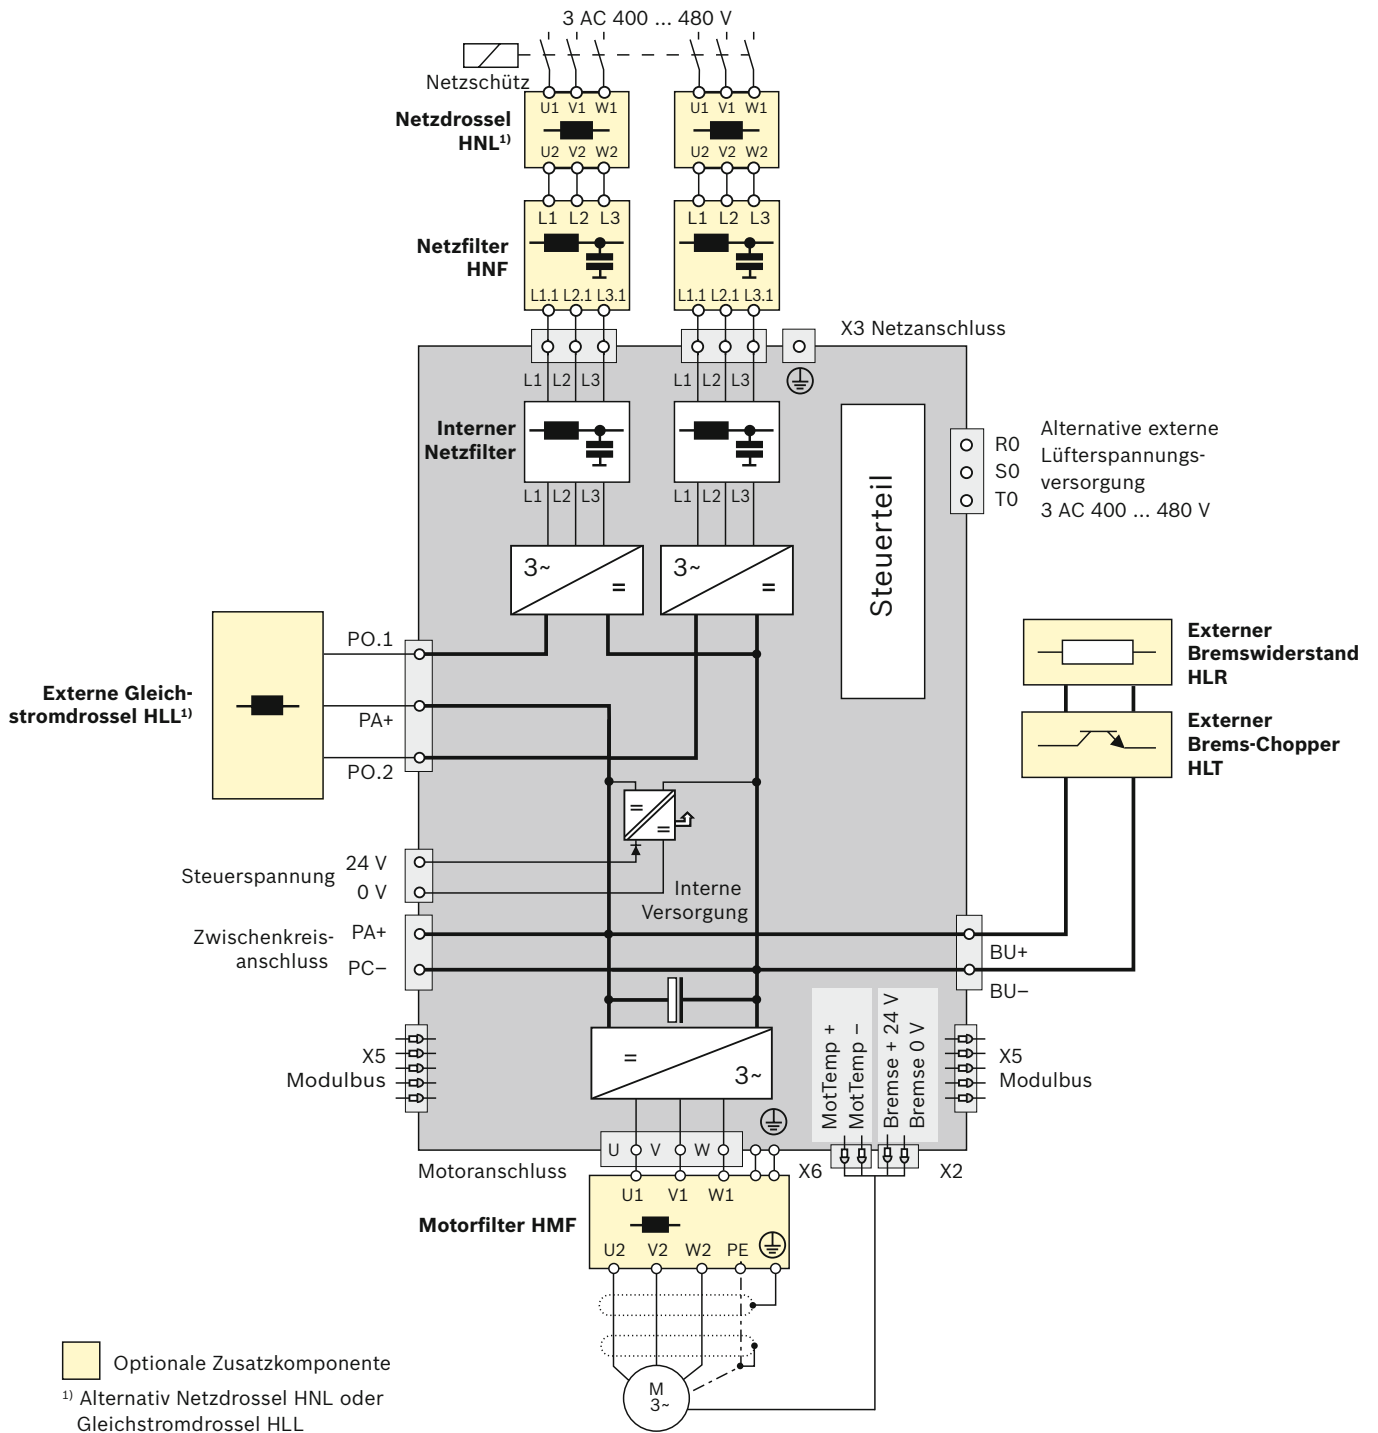 3 AC 400 ... 480 V
Netzschütz
U1 V1 W1
U1 V1 W1
Netzdrossel
HNL¹⁾
U2 V2 W2
U2 V2 W2
L1 L2 L3
L1 L2 L3
Netzfilter
HNF
L1.1 L2.1 L3.1
L1.1 L2.1 L3.1
X3 Netzanschluss
L1 L2 L3
L1 L2 L3
Interner
Netzfilter
L1 L2 L3
L1 L2 L3
Steuerteil
R0
S0
T0
Alternative externe
Lüfterspannungs-
versorgung
3 AC 400 ... 480 V
3~ =
3~ =
PO.1
PA+
PO.2
Externe Gleich-
stromdrossel HLL¹⁾
Externer
Bremswiderstand
HLR
Externer
Brems-Chopper
HLT
= =
Steuerspannung
24 V
0 V
Interne
Versorgung
Zwischenkreis-
anschluss
PA+
PC–
BU+
BU–
X5
Modulbus
= 3~
MotTemp +
MotTemp –
Bremse + 24 V
Bremse 0 V
X5
Modulbus
U V W
Motoranschluss
X6
X2
U1 V1 W1
Motorfilter HMF
U2 V2 W2 PE
M
3~
Optionale Zusatzkomponente
¹⁾ Alternativ Netzdrossel HNL oder
Gleichstromdrossel HLL